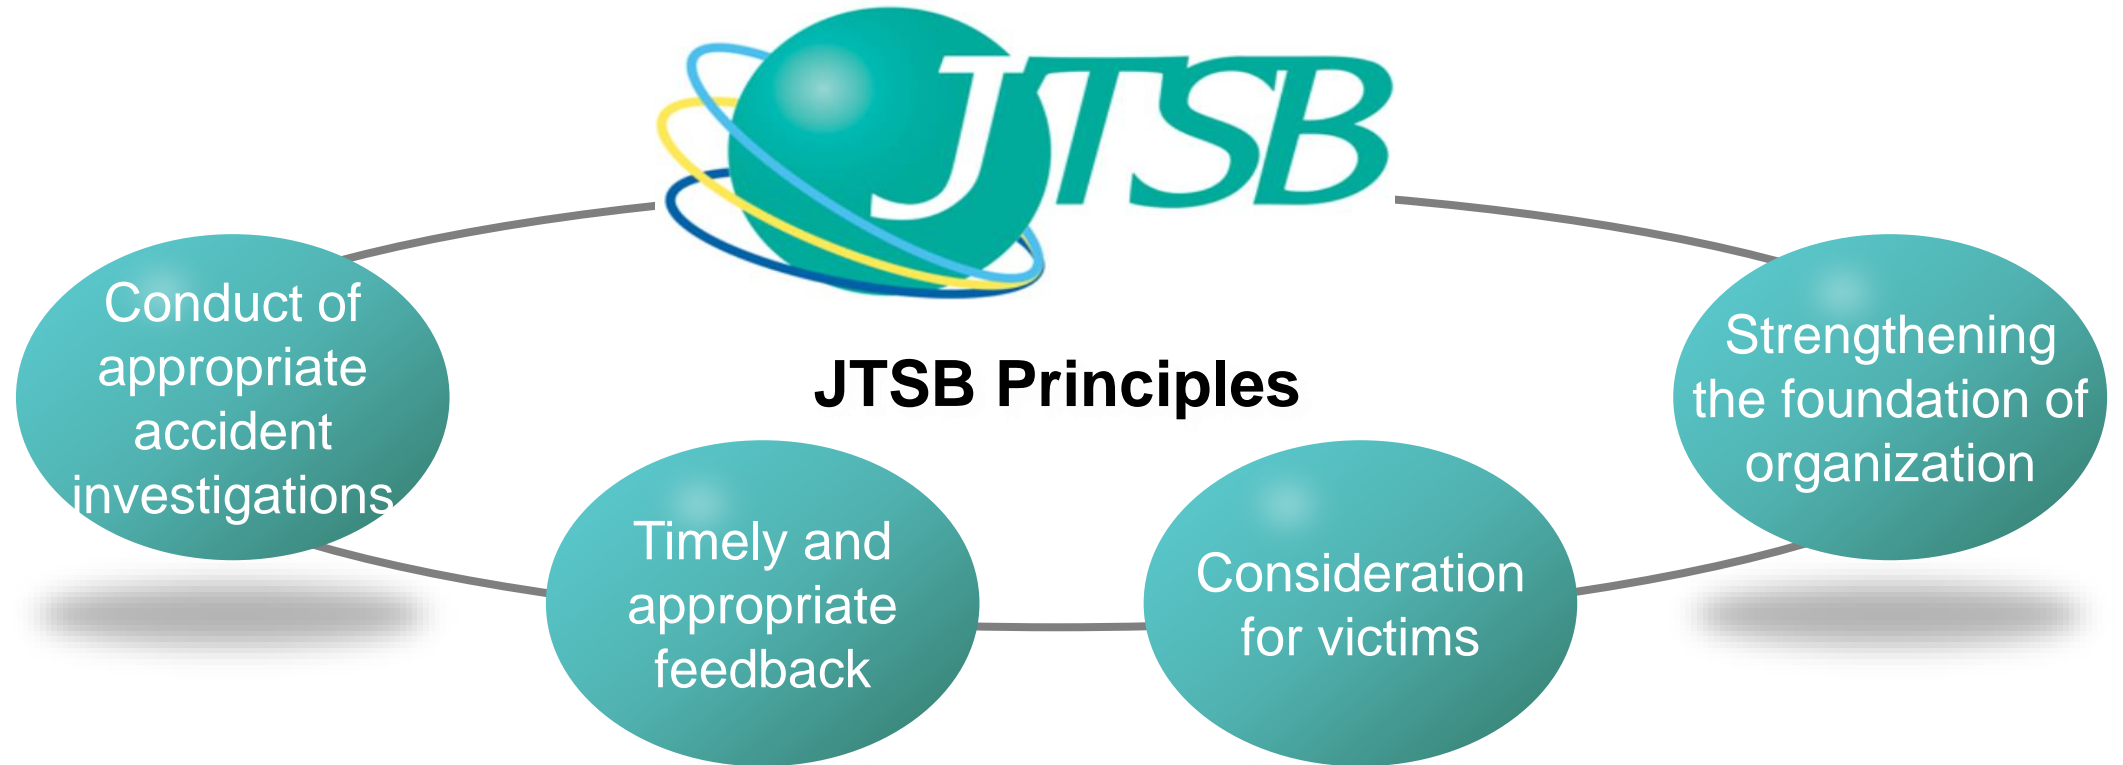 JTSB
JTSB Principles
Conduct of
appropriate
accident
investigations
Timely and
appropriate
feedback
Consideration
for victims
Strengthening
the foundation of
organization